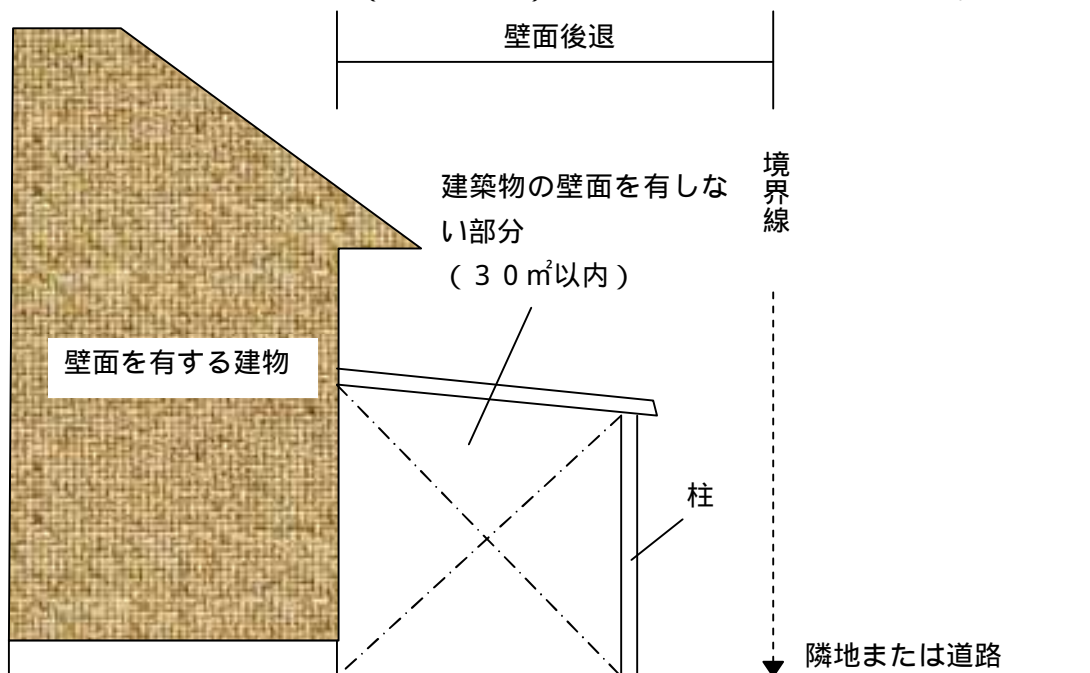 壁面後退
境界線
建築物の壁面を有しな
い部分
（３０㎡以内）
壁面を有する建物
柱
隣地または道路